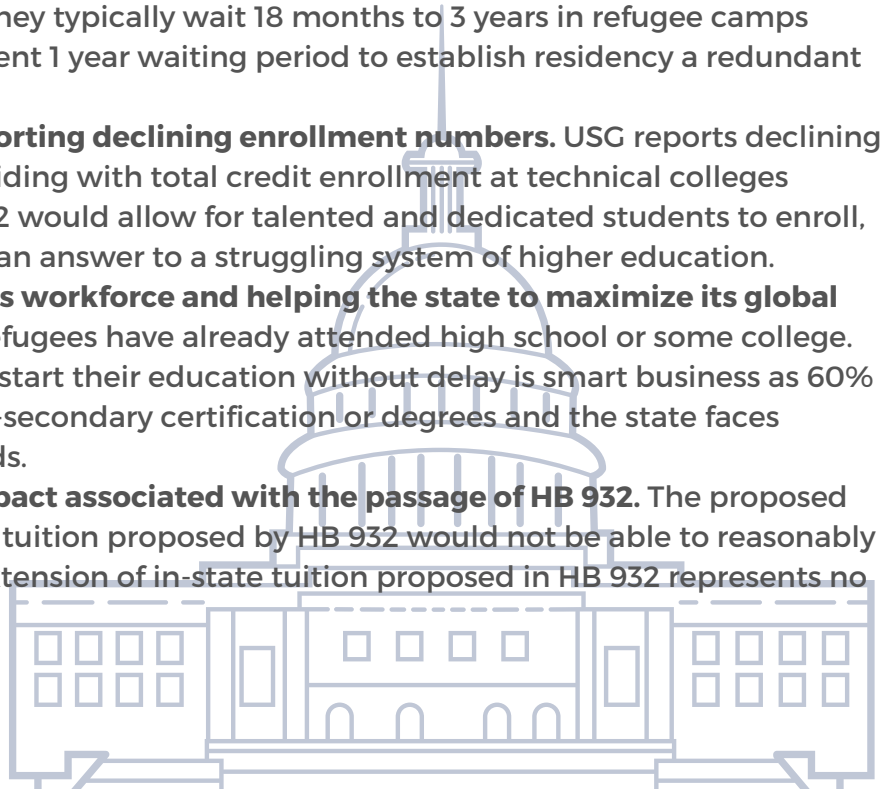 hey typically wait 18 months to 3 years in refugee camps
ent 1 year waiting period to establish residency a redundant
orting declining enrollment numbers. USG reports declining
iding with total credit enrollment at technical colleges
2 would allow for talented and dedicated students to enroll,
an answer to a struggling system of higher education.
s workforce and helping the state to maximize its global
efugees have already attended high school or some college.
start their education without delay is smart business as 60%
-secondary certification or degrees and the state faces
ds.
pact associated with the passage of HB 932. The proposed
tuition proposed by HB 932 would not be able to reasonably
tension of in-state tuition proposed in HB 932 represents no